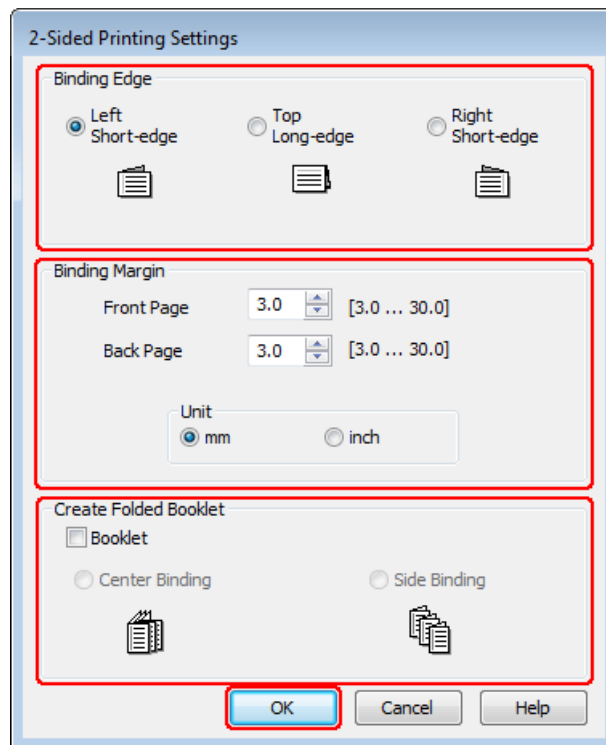 2-Sided Printing Settings
Binding Edge
Left
Short-edge
Top
Long-edge
Right
Short-edge
Binding Margin
Front Page 3.0 [3.0 ... 30.0]
Back Page 3.0 [3.0 ... 30.0]
Unit
mm inch
Create Folded Booklet
Booklet
Center Binding Side Binding
OK Cancel Help